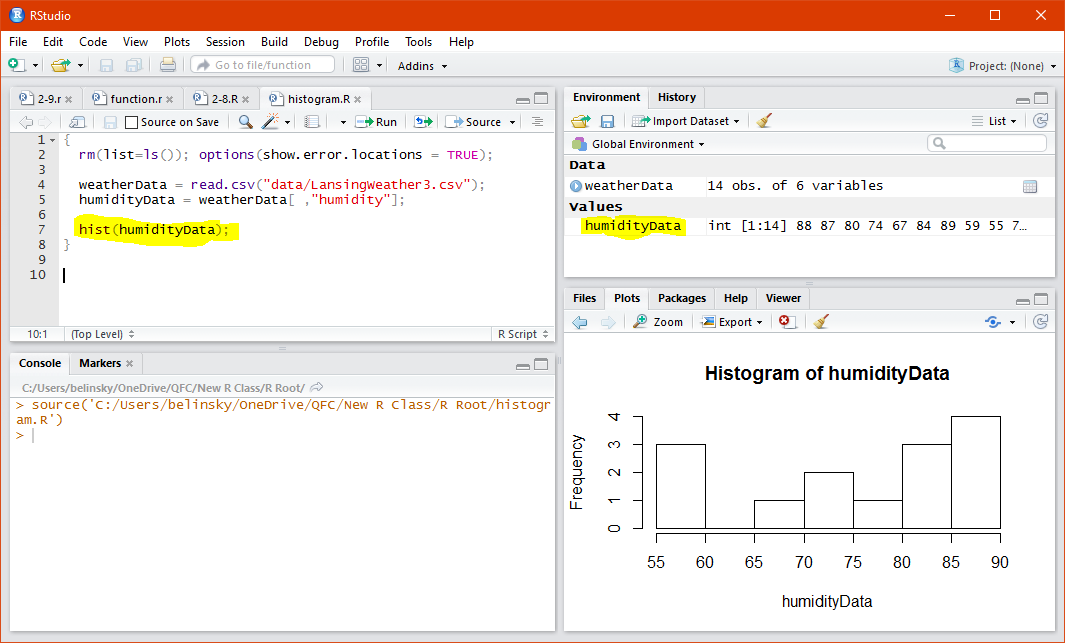 RStudio
File Edit Code View Plots Session Build Debug Profile Tools Help
Go to file/function Addins Project: (None)
2-9.r function.r 2-8.R histogram.R
Source on Save Run Source
1 {
2 rm(list=ls()); options(show.error.locations = TRUE);
3
4 weatherData = read.csv("data/LansingWeather3.csv");
5 humidityData = weatherData[ ,"humidity"];
6
7 hist(humidityData);
8 }
9
10
10:1 (Top Level) R Script
Console Markers
C:/Users/belinsky/OneDrive/QFC/New R Class/R Root/
> source('C:/Users/belinsky/OneDrive/QFC/New R Class/R Root/histogr
am.R')
>
Environment History
Import Dataset List
Global Environment
Data
weatherData 14 obs. of 6 variables
Values
humidityData int [1:14] 88 87 80 74 67 84 89 59 55 7…
Files Plots Packages Help Viewer
Zoom Export
Histogram of humidityData
Frequency
0 1 2 3 4
55 60 65 70 75 80 85 90
humidityData